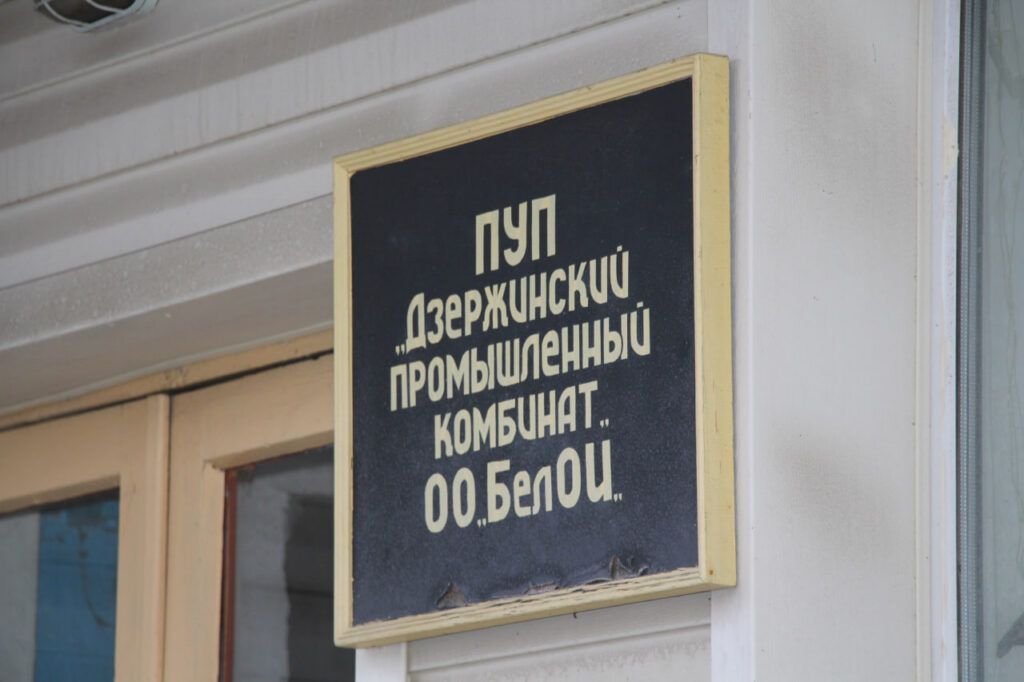 ПУП
„Дзержинский
промышленный
комбинат„
ОО „БелОИ„